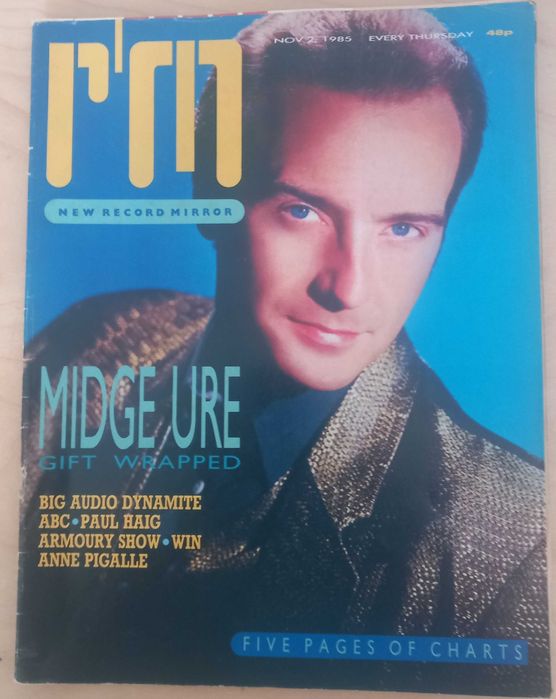 NOV 2, 1985 EVERY THURSDAY 48p
rm
NEW RECORD MIRROR
MIDGE URE
GIFT WRAPPED
BIG AUDIO DYNAMITE
ABC • PAUL HAIG
ARMOURY SHOW • WIN
ANNE PIGALLE
FIVE PAGES OF CHARTS